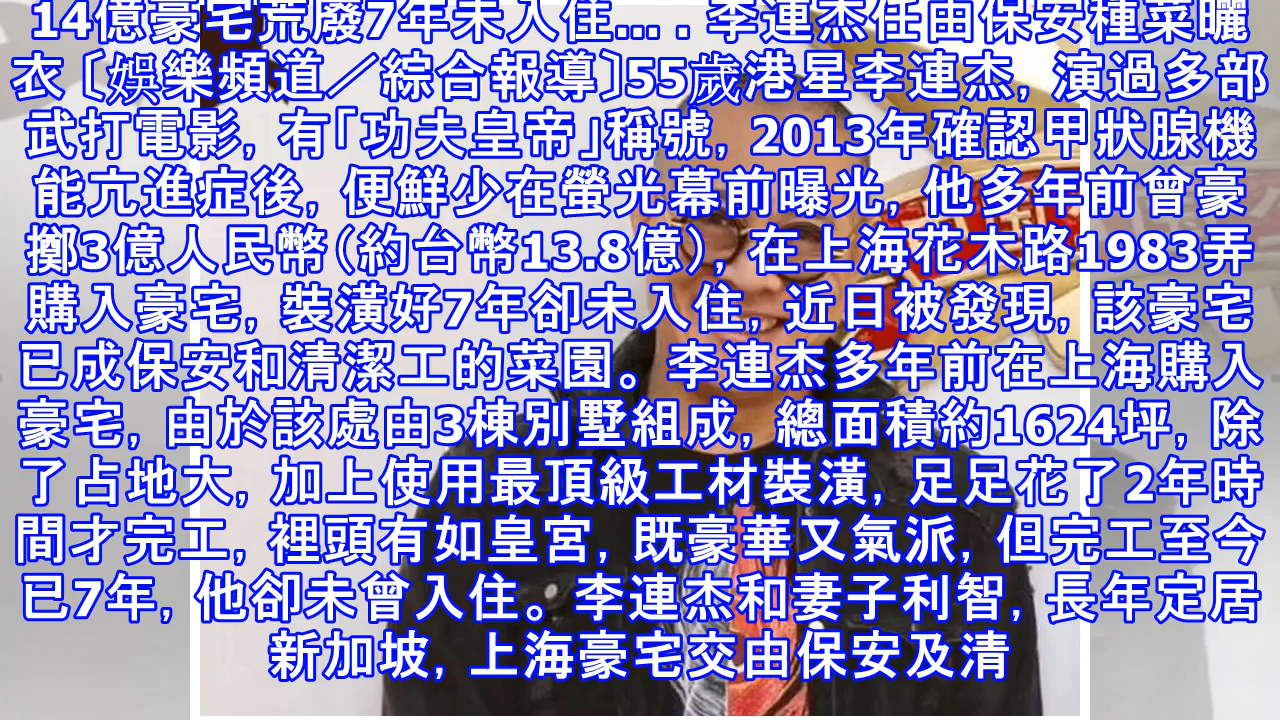 14億豪宅荒廢7年未入住... . 李連杰任由保安種菜曬
衣〔娛樂頻道／綜合報導〕55歲港星李連杰, 演過多部
武打電影, 有「功夫皇帝」稱號, 2013年確認甲狀腺機
能亢進症後, 便鮮少在螢光幕前曝光, 他多年前曾豪
擲3億人民幣(約台幣13.8億), 在上海花木路1983弄
購入豪宅, 裝潢好7年卻未入住, 近日被發現, 該豪宅
已成保安和清潔工的菜園。李連杰多年前在上海購入
豪宅, 由於該處由3棟別墅組成, 總面積約1624坪, 除
了占地大, 加上使用最頂級工材裝潢, 足足花了2年時
間才完工, 裡頭有如皇宮, 既豪華又氣派, 但完工至今
已7年, 他卻未曾入住。李連杰和妻子利智, 長年定居
新加坡, 上海豪宅交由保安及清